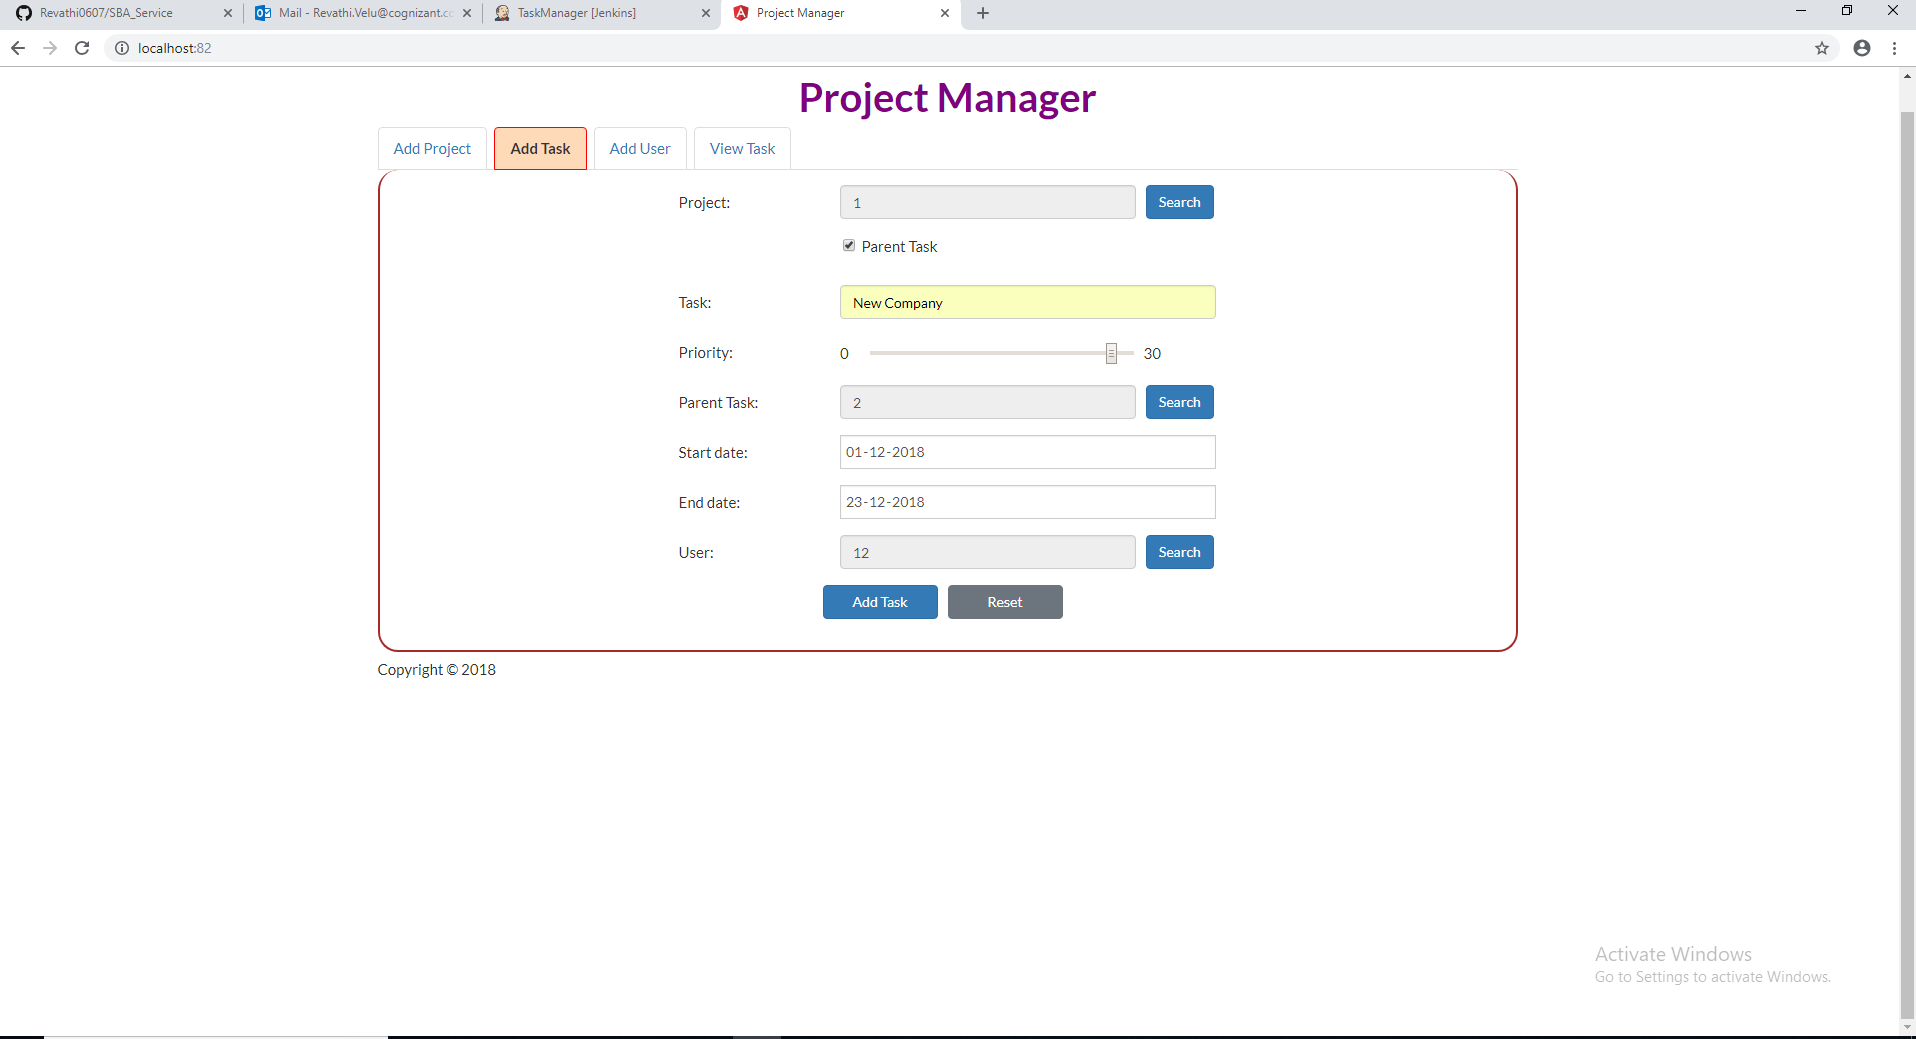 Revathi0607/SBA_Service
Mail - Revathi.Velu@cognizant.co
TaskManager [Jenkins]
Project Manager
localhost:82
Project Manager
Add Project
Add Task
Add User
View Task
Project: 1 Search
Parent Task
Task: New Company
Priority: 0 30
Parent Task: 2 Search
Start date: 01-12-2018
End date: 23-12-2018
User: 12 Search
Add Task Reset
Copyright © 2018
Activate Windows
Go to Settings to activate Windows.